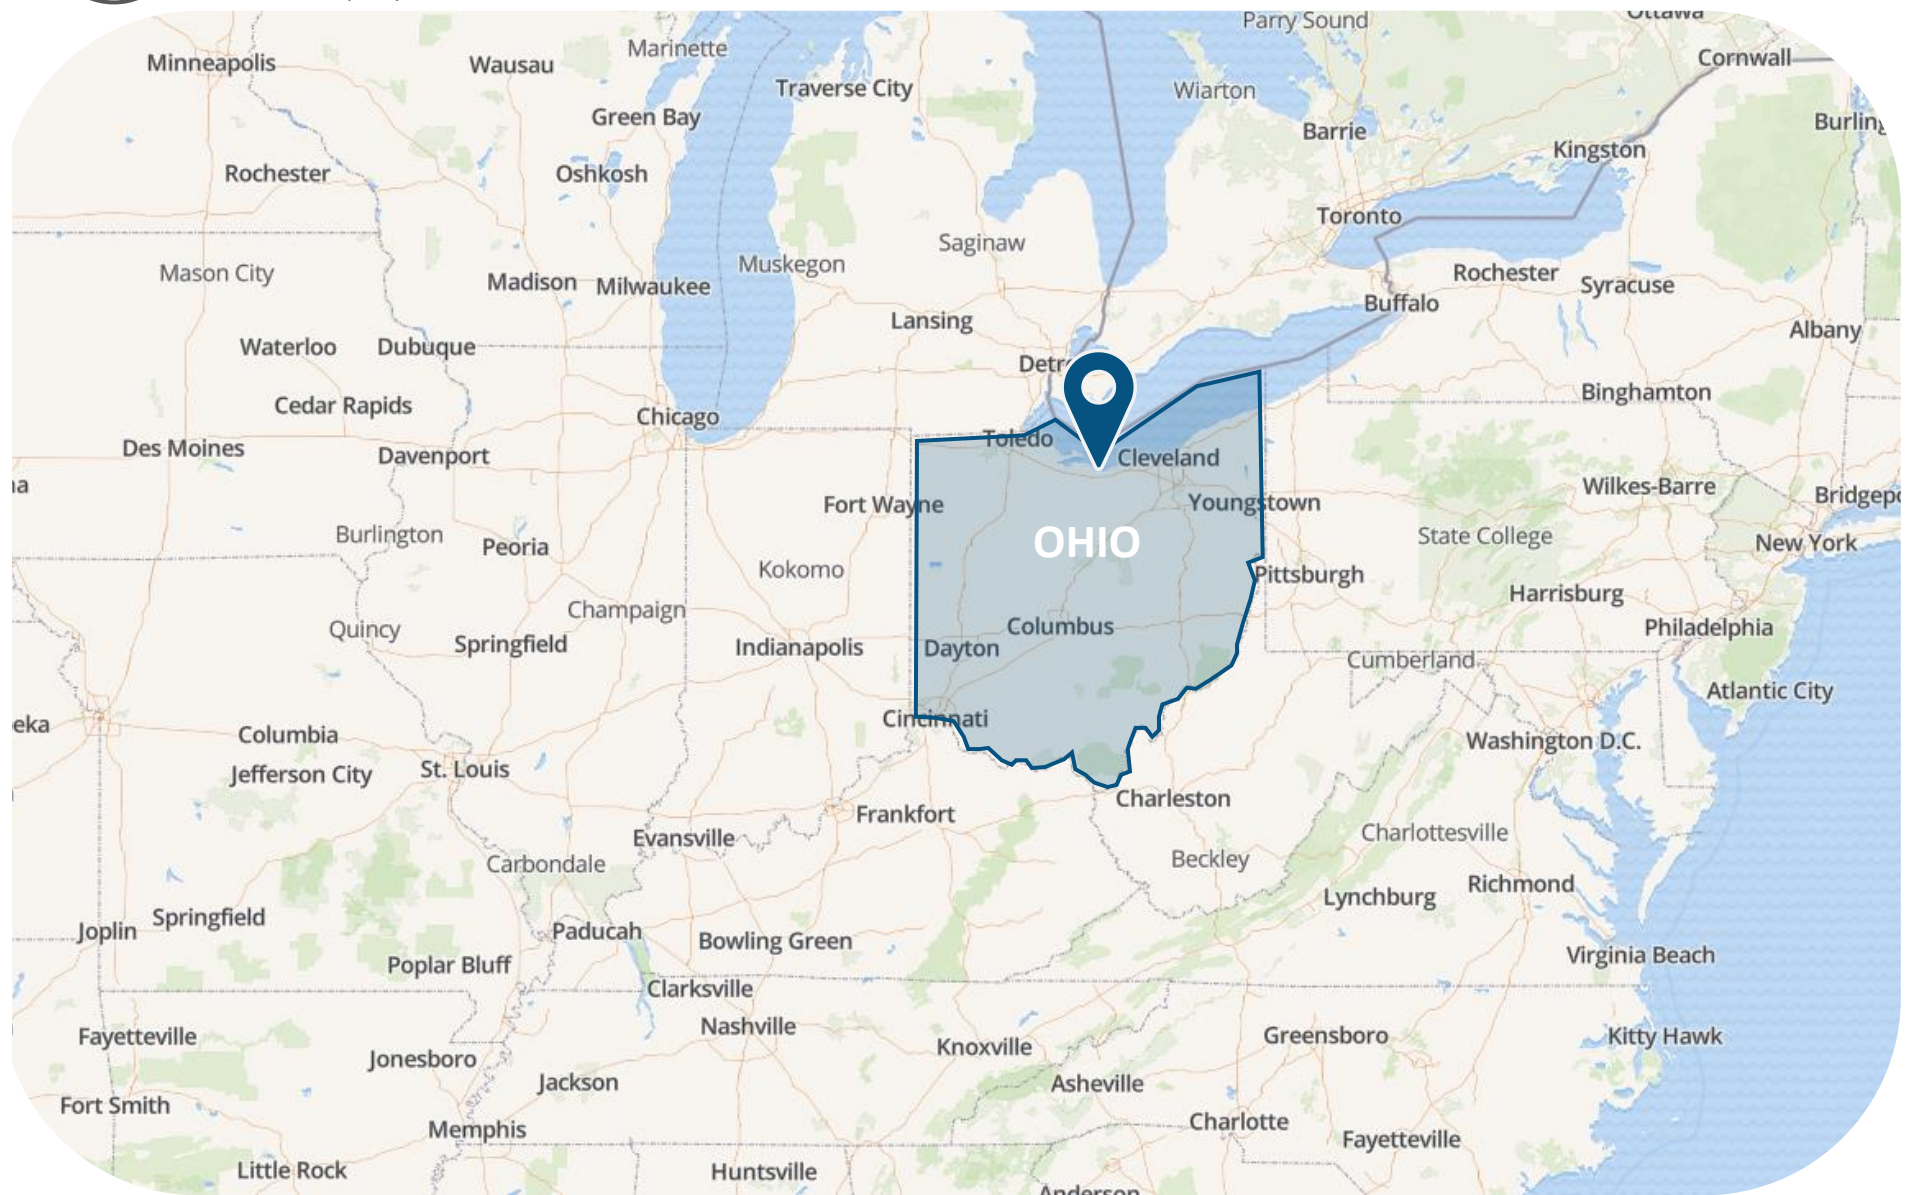 Parry Sound
Ottawa
Minneapolis
Wausau
Marinette
Cornwall
Traverse City
Wiarton
Green Bay
Barrie
Burling
Kingston
Rochester
Oshkosh
Toronto
Saginaw
Mason City
Muskegon
Rochester
Madison
Milwaukee
Syracuse
Buffalo
Lansing
Albany
Waterloo
Dubuque
Detr
Binghamton
Cedar Rapids
Chicago
Toledo
Des Moines
Davenport
Cleveland
Wilkes-Barre
Bridgepo
Fort Wayne
Youngstown
Burlington
State College
OHIO
New York
Peoria
Kokomo
Pittsburgh
Harrisburg
Champaign
Quincy
Columbus
Philadelphia
Springfield
Indianapolis
Dayton
Cumberland
Atlantic City
Cincinnati
eka
Columbia
Washington D.C.
Jefferson City
St. Louis
Charleston
Frankfort
Evansville
Charlottesville
Carbondale
Beckley
Richmond
Lynchburg
Springfield
Joplin
Paducah
Bowling Green
Virginia Beach
Poplar Bluff
Clarksville
Nashville
Fayetteville
Greensboro
Kitty Hawk
Knoxville
Jonesboro
Jackson
Asheville
Fort Smith
Charlotte
Memphis
Fayetteville
Little Rock
Huntsville
Anderson